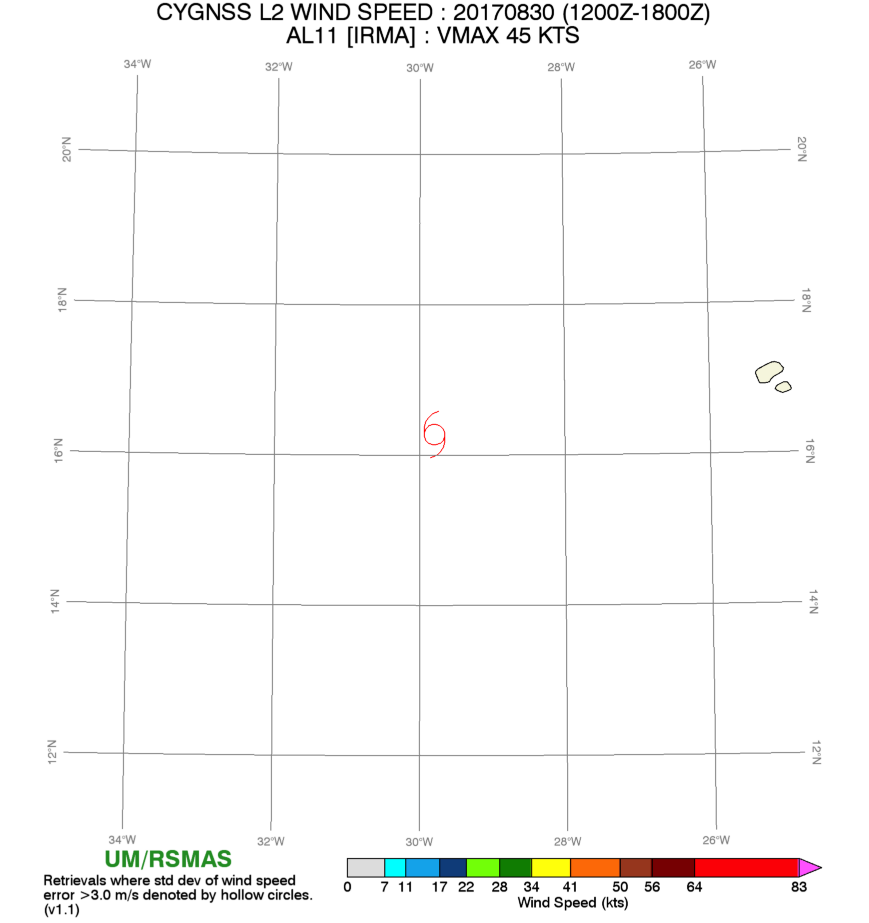 CYGNSS L2 WIND SPEED : 20170830 (1200Z-1800Z)
AL11 [IRMA] : VMAX 45 KTS
34°W 32°W 30°W 28°W 26°W
20°N 20°N
18°N 18°N
16°N 16°N
14°N 14°N
12°N 12°N
34°W 32°W 30°W 28°W 26°W
UM/RSMAS
Retrievals where std dev of wind speed
error >3.0 m/s denoted by hollow circles.
(v1.1)
0 7 11 17 22 28 34 41 50 56 64 83
Wind Speed (kts)